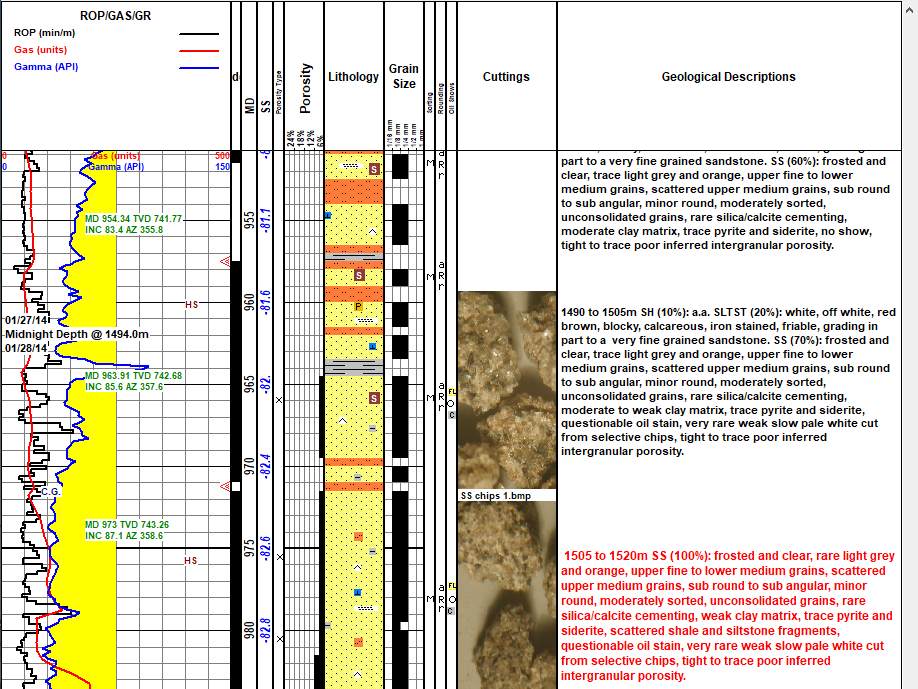 ROP/GAS/GR
ROP (min/m)
Gas (units)
Gamma (API)
MD
SS
Porosity Type
Porosity
24%
18%
12%
6%
Lithology
Grain
Size
1/16 mm
1/8 mm
1/4 mm
1/2 mm
1 mm
Sorting
Rounding
Oil Shows
Cuttings
Geological Descriptions
0 Gas (units) 500
0 Gamma (API) 150
MD 954.34 TVD 741.77
INC 83.4 AZ 355.8
HS
01/27/14
Midnight Depth @ 1494.0m
01/28/14
MD 963.91 TVD 742.68
INC 85.6 AZ 357.6
C.G.
MD 973 TVD 743.26
INC 87.1 AZ 358.6
HS
955
960
965
970
975
980
-81.1
-81.6
-82.
-82.4
-82.6
-82.8
S
S
P
S
M
a
R
r
M
a
R
r
M
a
R
r
FL
O
C
M
a
R
r
FL
O
C
SS chips 1.bmp
part to a very fine grained sandstone. SS (60%): frosted and
clear, trace light grey and orange, upper fine to lower
medium grains, scattered upper medium grains, sub round
to sub angular, minor round, moderately sorted,
unconsolidated grains, rare silica/calcite cementing,
moderate clay matrix, trace pyrite and siderite, no show,
tight to trace poor inferred intergranular porosity.
1490 to 1505m SH (10%): a.a. SLTST (20%): white, off white, red
brown, blocky, calcareous, iron stained, friable, grading in
part to a very fine grained sandstone. SS (70%): frosted and
clear, trace light grey and orange, upper fine to lower
medium grains, scattered upper medium grains, sub round
to sub angular, minor round, moderately sorted,
unconsolidated grains, rare silica/calcite cementing,
moderate to weak clay matrix, trace pyrite and siderite,
questionable oil stain, very rare weak slow pale white cut
from selective chips, tight to trace poor inferred
intergranular porosity.
1505 to 1520m SS (100%): frosted and clear, rare light grey
and orange, upper fine to lower medium grains, scattered
upper medium grains, sub round to sub angular, minor
round, moderately sorted, unconsolidated grains, rare
silica/calcite cementing, weak clay matrix, trace pyrite and
siderite, scattered shale and siltstone fragments,
questionable oil stain, very rare weak slow pale white cut
from selective chips, tight to trace poor inferred
intergranular porosity.